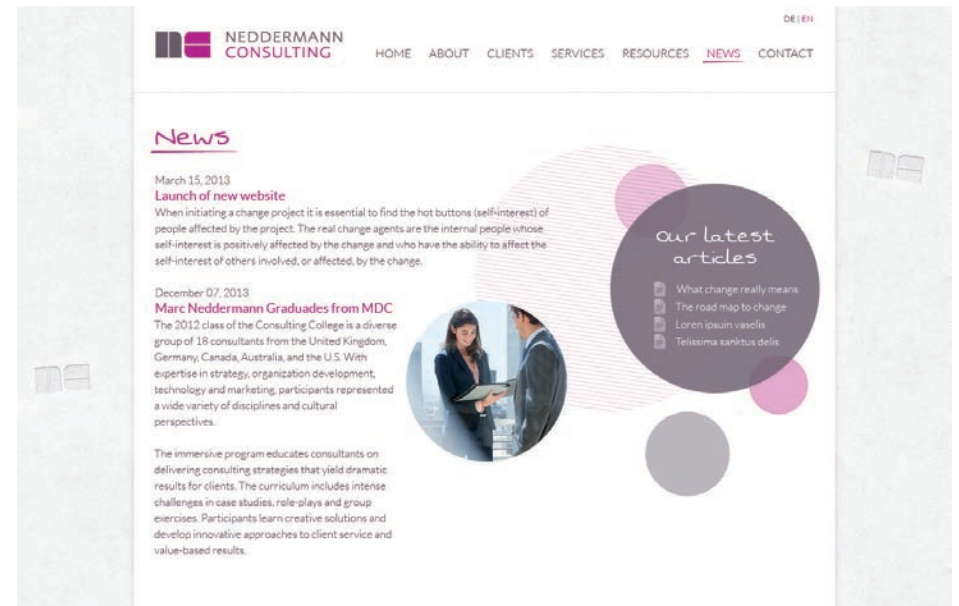 DE | EN
NEDDERMANN
CONSULTING
HOME ABOUT CLIENTS SERVICES RESOURCES NEWS CONTACT
News
March 15, 2013
Launch of new website
When initiating a change project it is essential to find the hot buttons (self-interest) of
people affected by the project. The real change agents are the internal people whose
self-interest is positively affected by the change and who have the ability to affect the
self-interest of others involved, or affected, by the change.
December 07, 2013
Marc Neddermann Graduades from MDC
The 2012 class of the Consulting College is a diverse
group of 18 consultants from the United Kingdom,
Germany, Canada, Australia, and the U.S. With
expertise in strategy, organization development,
technology and marketing, participants represented
a wide variety of disciplines and cultural
perspectives.
The immersive program educates consultants on
delivering consulting strategies that yield dramatic
results for clients. The curriculum includes intense
challenges in case studies, role-plays and group
exercises. Participants learn creative solutions and
develop innovative approaches to client service and
value-based results.
our latest
articles
What change really means
The road map to change
Loren ipsuin vaselis
Telissima sanktus delis